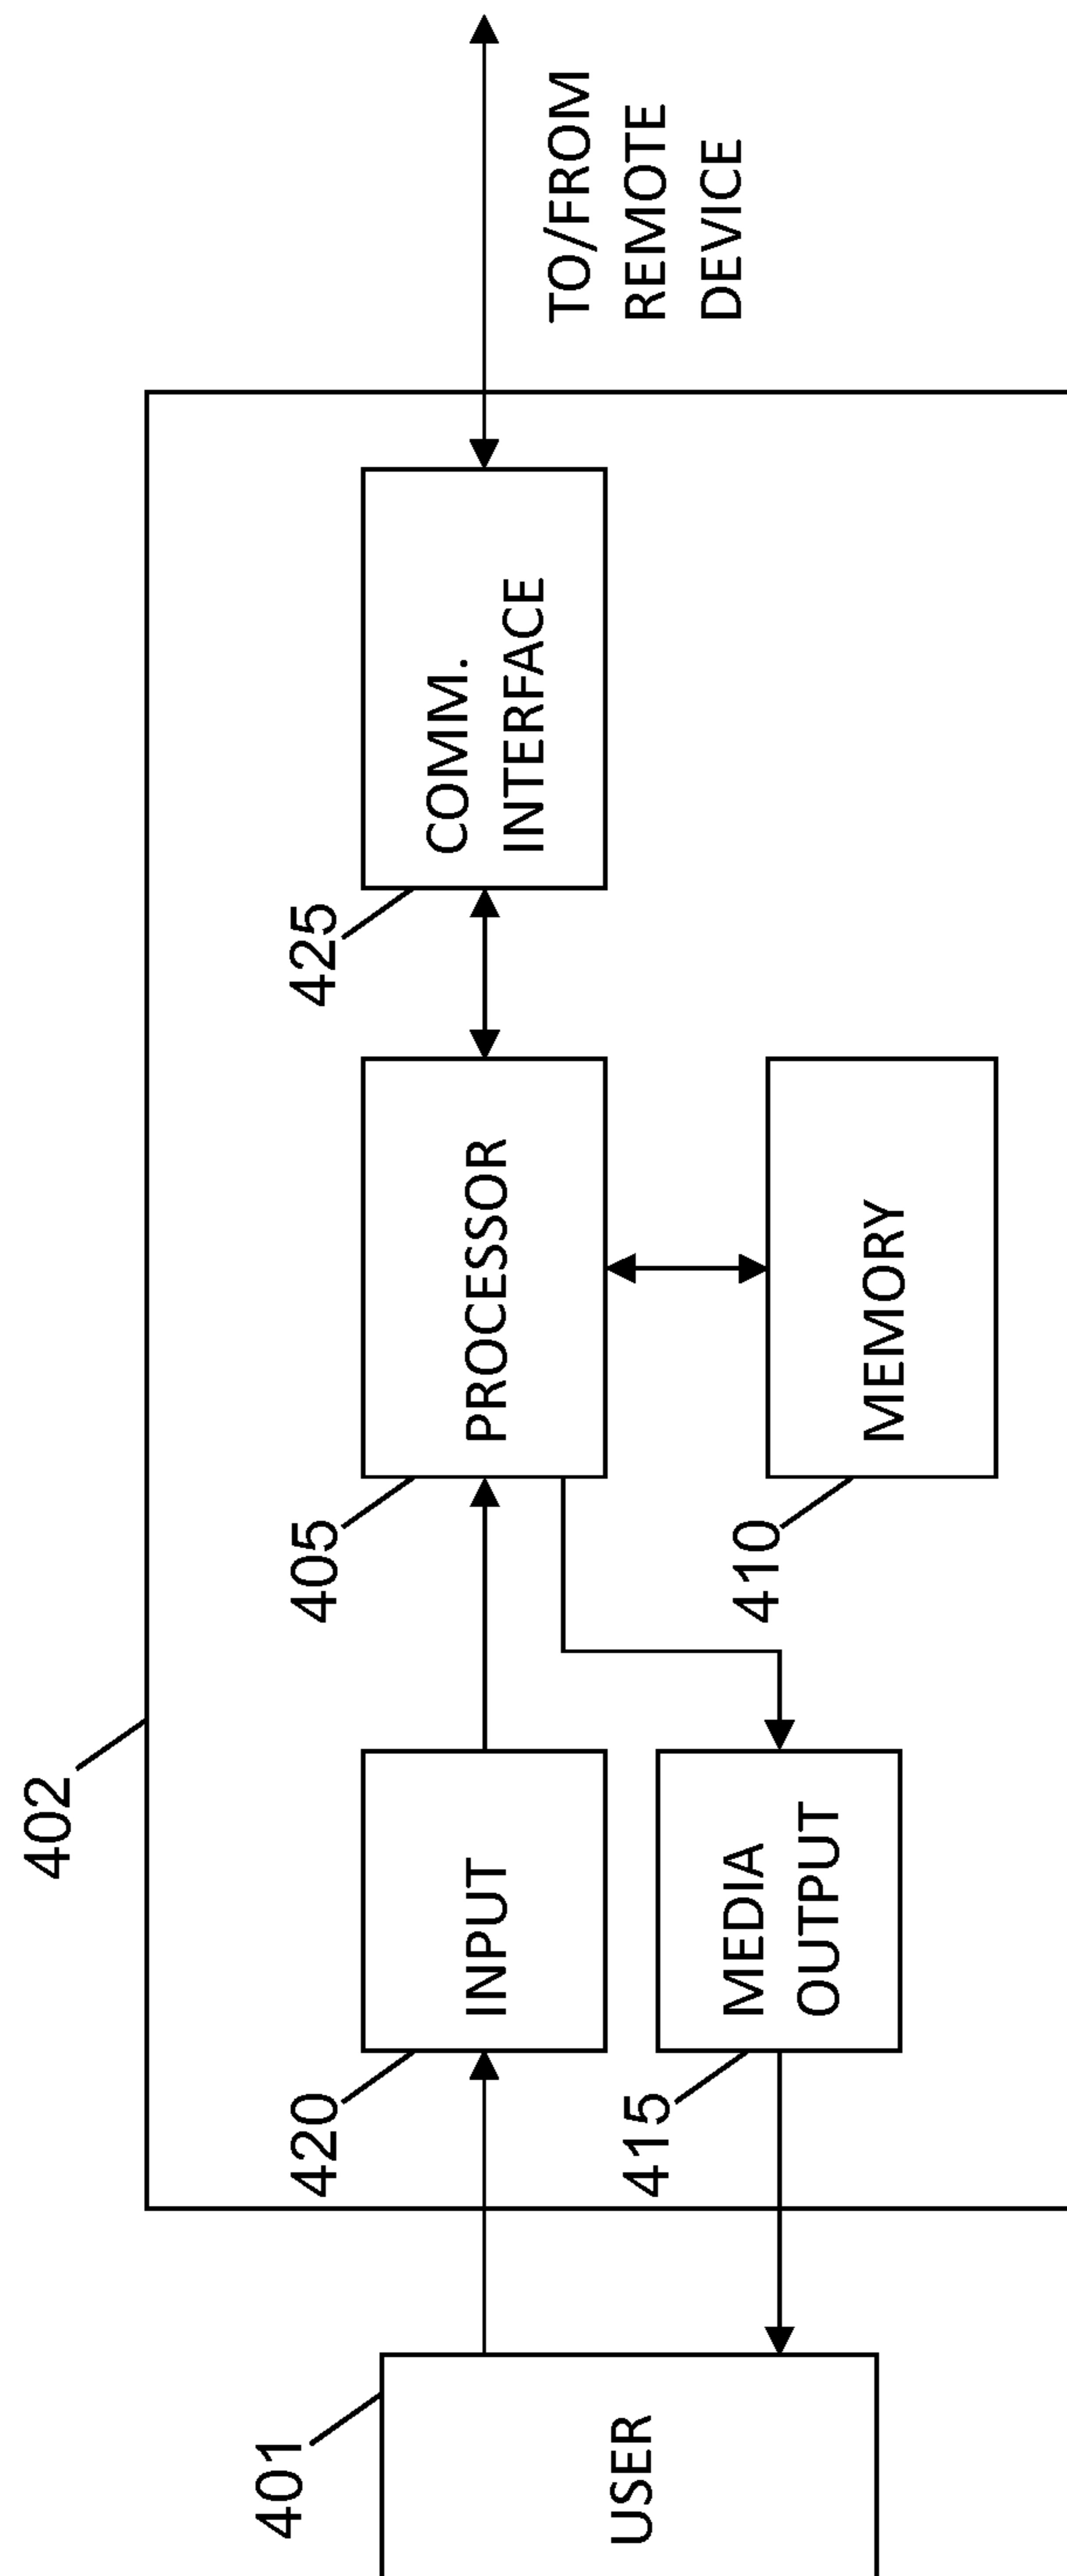 402
425
COMM.
INTERFACE
TO/FROM
REMOTE
DEVICE
405
PROCESSOR
410
MEMORY
420
INPUT
415
MEDIA
OUTPUT
401
USER